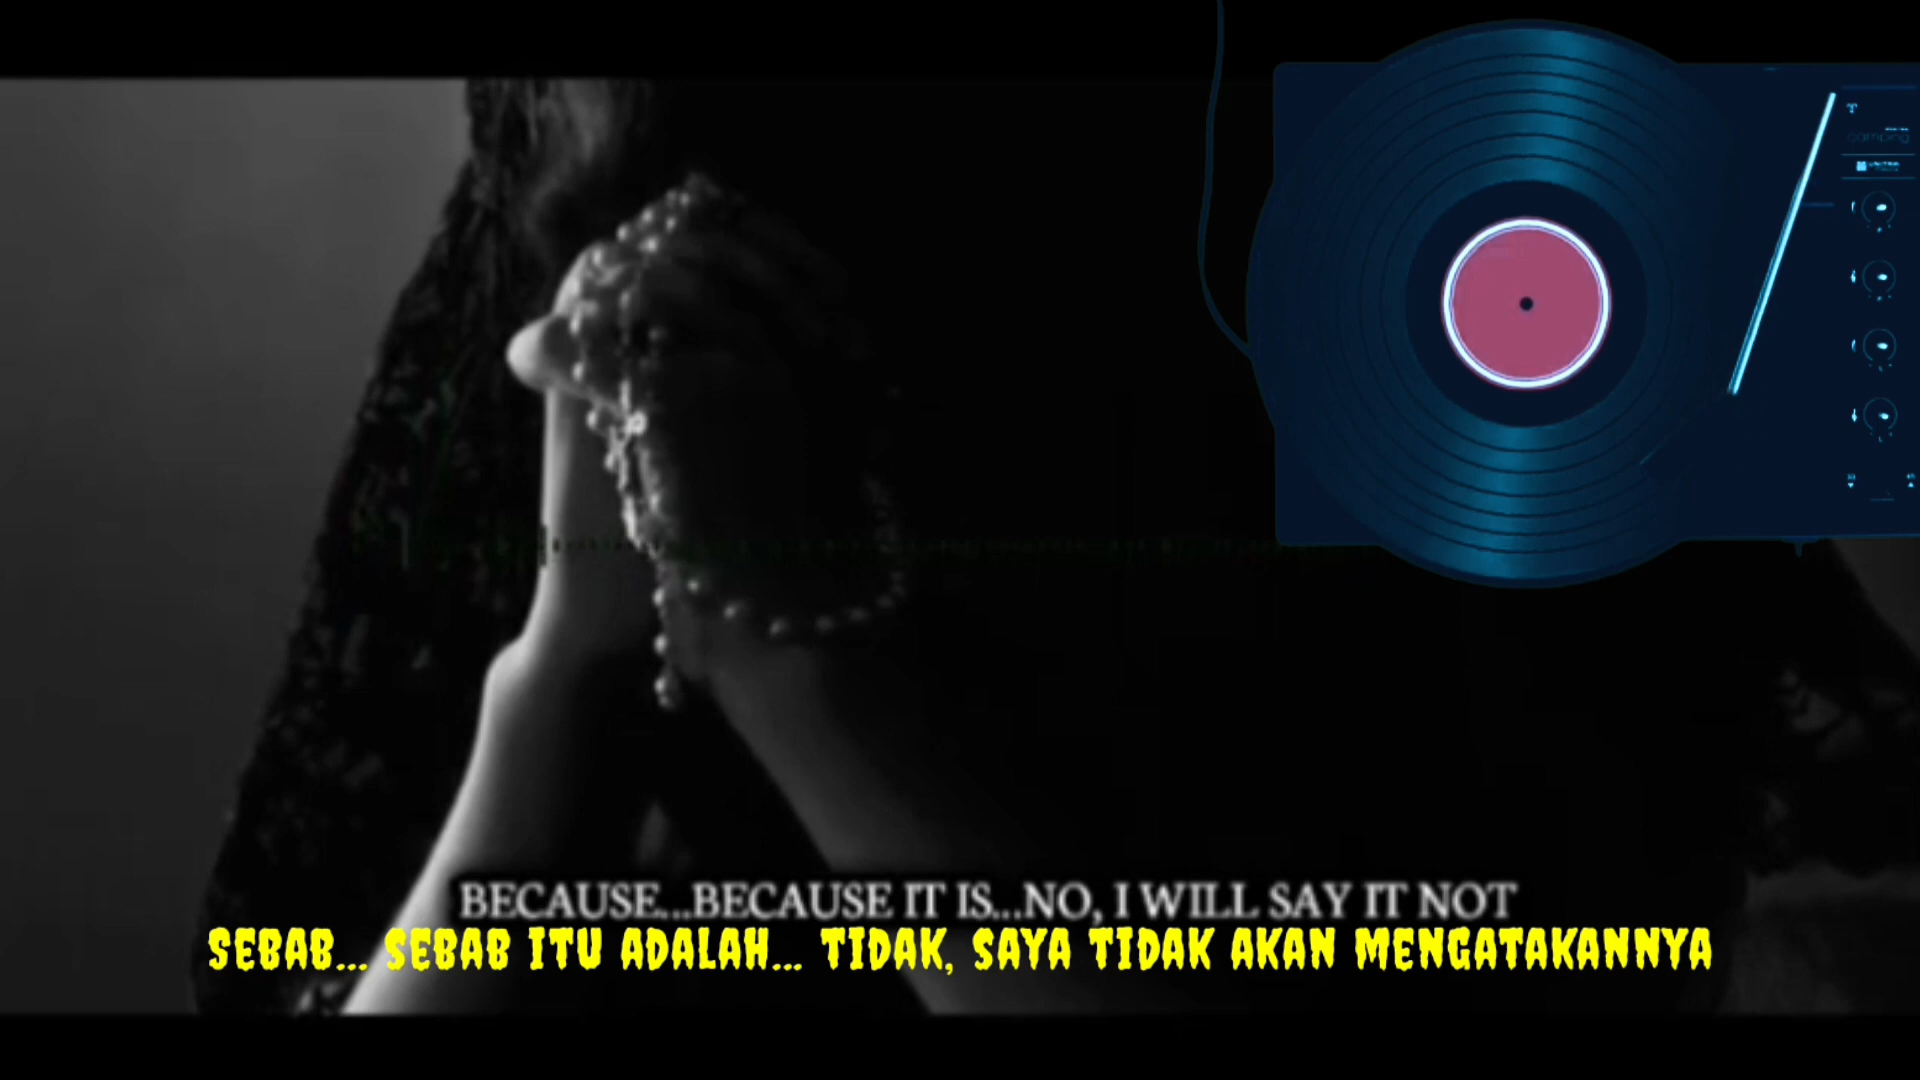 BECAUSE...BECAUSE IT IS...NO, I WILL SAY IT NOT
SEBAB... SEBAB ITU ADALAH... TIDAK, SAYA TIDAK AKAN MENGATAKANNYA